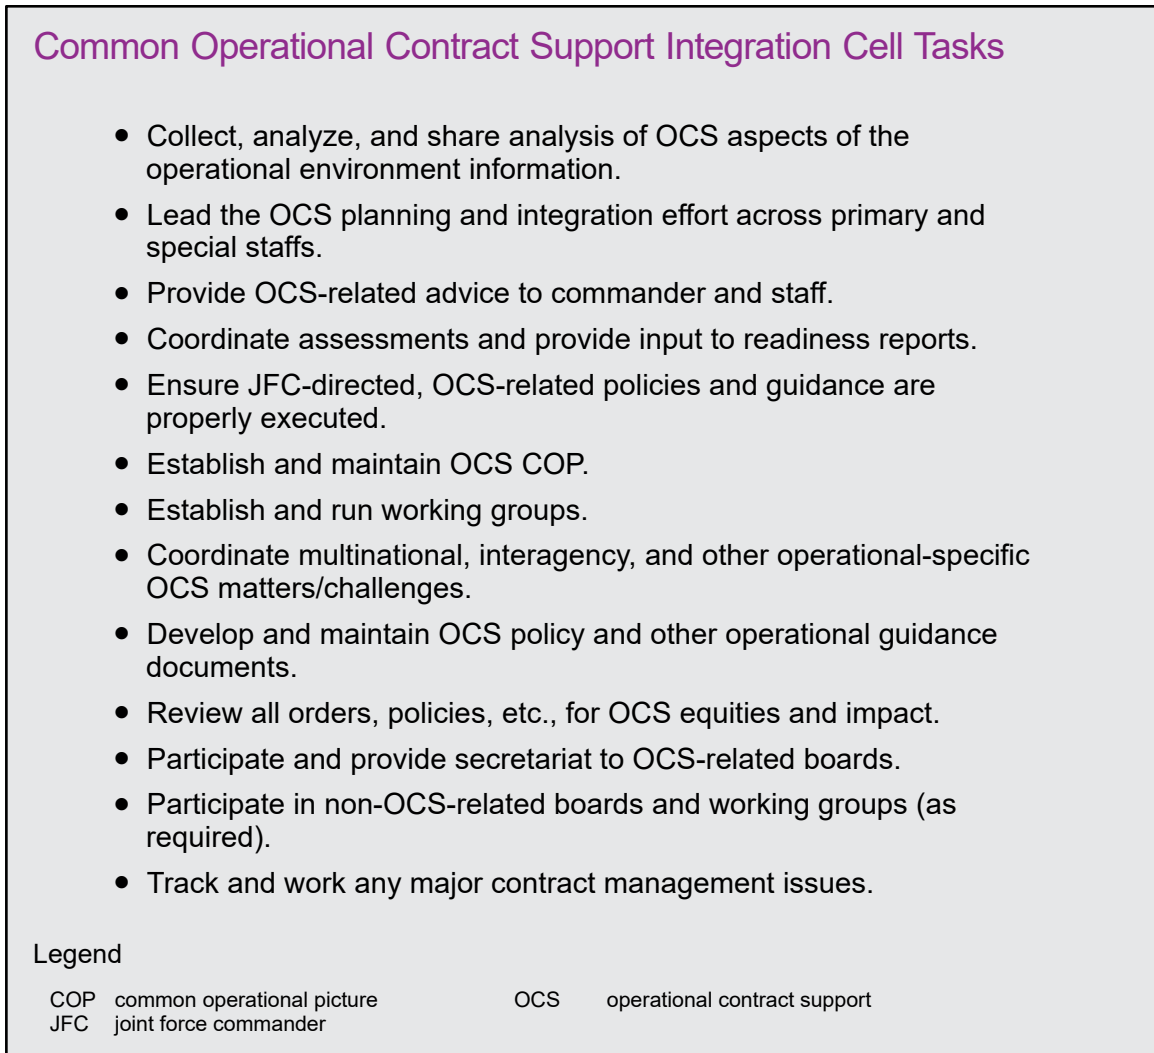 Common Operational Contract Support Integration Cell Tasks
• Collect, analyze, and share analysis of OCS aspects of the
operational environment information.
• Lead the OCS planning and integration effort across primary and
special staffs.
• Provide OCS-related advice to commander and staff.
• Coordinate assessments and provide input to readiness reports.
• Ensure JFC-directed, OCS-related policies and guidance are
properly executed.
• Establish and maintain OCS COP.
• Establish and run working groups.
• Coordinate multinational, interagency, and other operational-specific
OCS matters/challenges.
• Develop and maintain OCS policy and other operational guidance
documents.
• Review all orders, policies, etc., for OCS equities and impact.
• Participate and provide secretariat to OCS-related boards.
• Participate in non-OCS-related boards and working groups (as
required).
• Track and work any major contract management issues.
Legend
COP common operational picture OCS operational contract support
JFC joint force commander